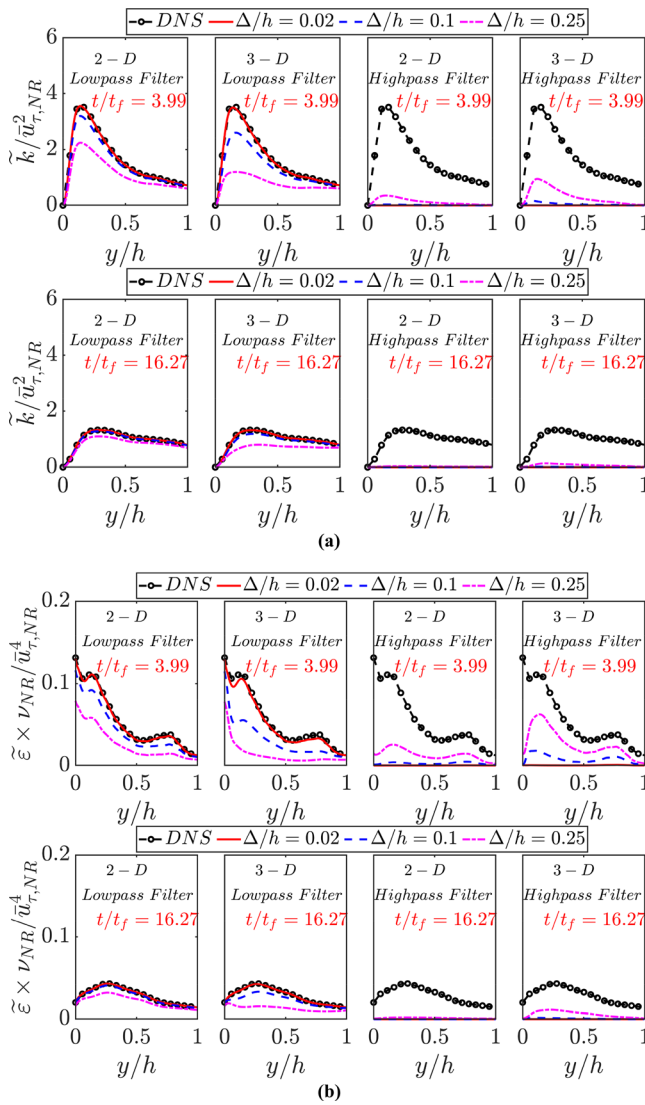 DNS Δ/h = 0.02 Δ/h = 0.1 Δ/h = 0.25
6
4
2
0
k̃/ū²τ,NR
2 − D
Lowpass Filter
t/tf = 3.99
0 0.5 1
y/h
3 − D
Lowpass Filter
t/tf = 3.99
0 0.5 1
y/h
2 − D
Highpass Filter
t/tf = 3.99
0 0.5 1
y/h
3 − D
Highpass Filter
t/tf = 3.99
0 0.5 1
y/h
DNS Δ/h = 0.02 Δ/h = 0.1 Δ/h = 0.25
6
4
2
0
k̃/ū²τ,NR
2 − D
Lowpass Filter
t/tf = 16.27
0 0.5 1
y/h
3 − D
Lowpass Filter
t/tf = 16.27
0 0.5 1
y/h
2 − D
Highpass Filter
t/tf = 16.27
0 0.5 1
y/h
3 − D
Highpass Filter
t/tf = 16.27
0 0.5 1
y/h
(a)
DNS Δ/h = 0.02 Δ/h = 0.1 Δ/h = 0.25
0.2
0.1
0
ε̃ × νNR/ū⁴τ,NR
2 − D
Lowpass Filter
t/tf = 3.99
0 0.5 1
y/h
3 − D
Lowpass Filter
t/tf = 3.99
0 0.5 1
y/h
2 − D
Highpass Filter
t/tf = 3.99
0 0.5 1
y/h
3 − D
Highpass Filter
t/tf = 3.99
0 0.5 1
y/h
DNS Δ/h = 0.02 Δ/h = 0.1 Δ/h = 0.25
0.2
0.1
0
ε̃ × νNR/ū⁴τ,NR
2 − D
Lowpass Filter
t/tf = 16.27
0 0.5 1
y/h
3 − D
Lowpass Filter
t/tf = 16.27
0 0.5 1
y/h
2 − D
Highpass Filter
t/tf = 16.27
0 0.5 1
y/h
3 − D
Highpass Filter
t/tf = 16.27
0 0.5 1
y/h
(b)